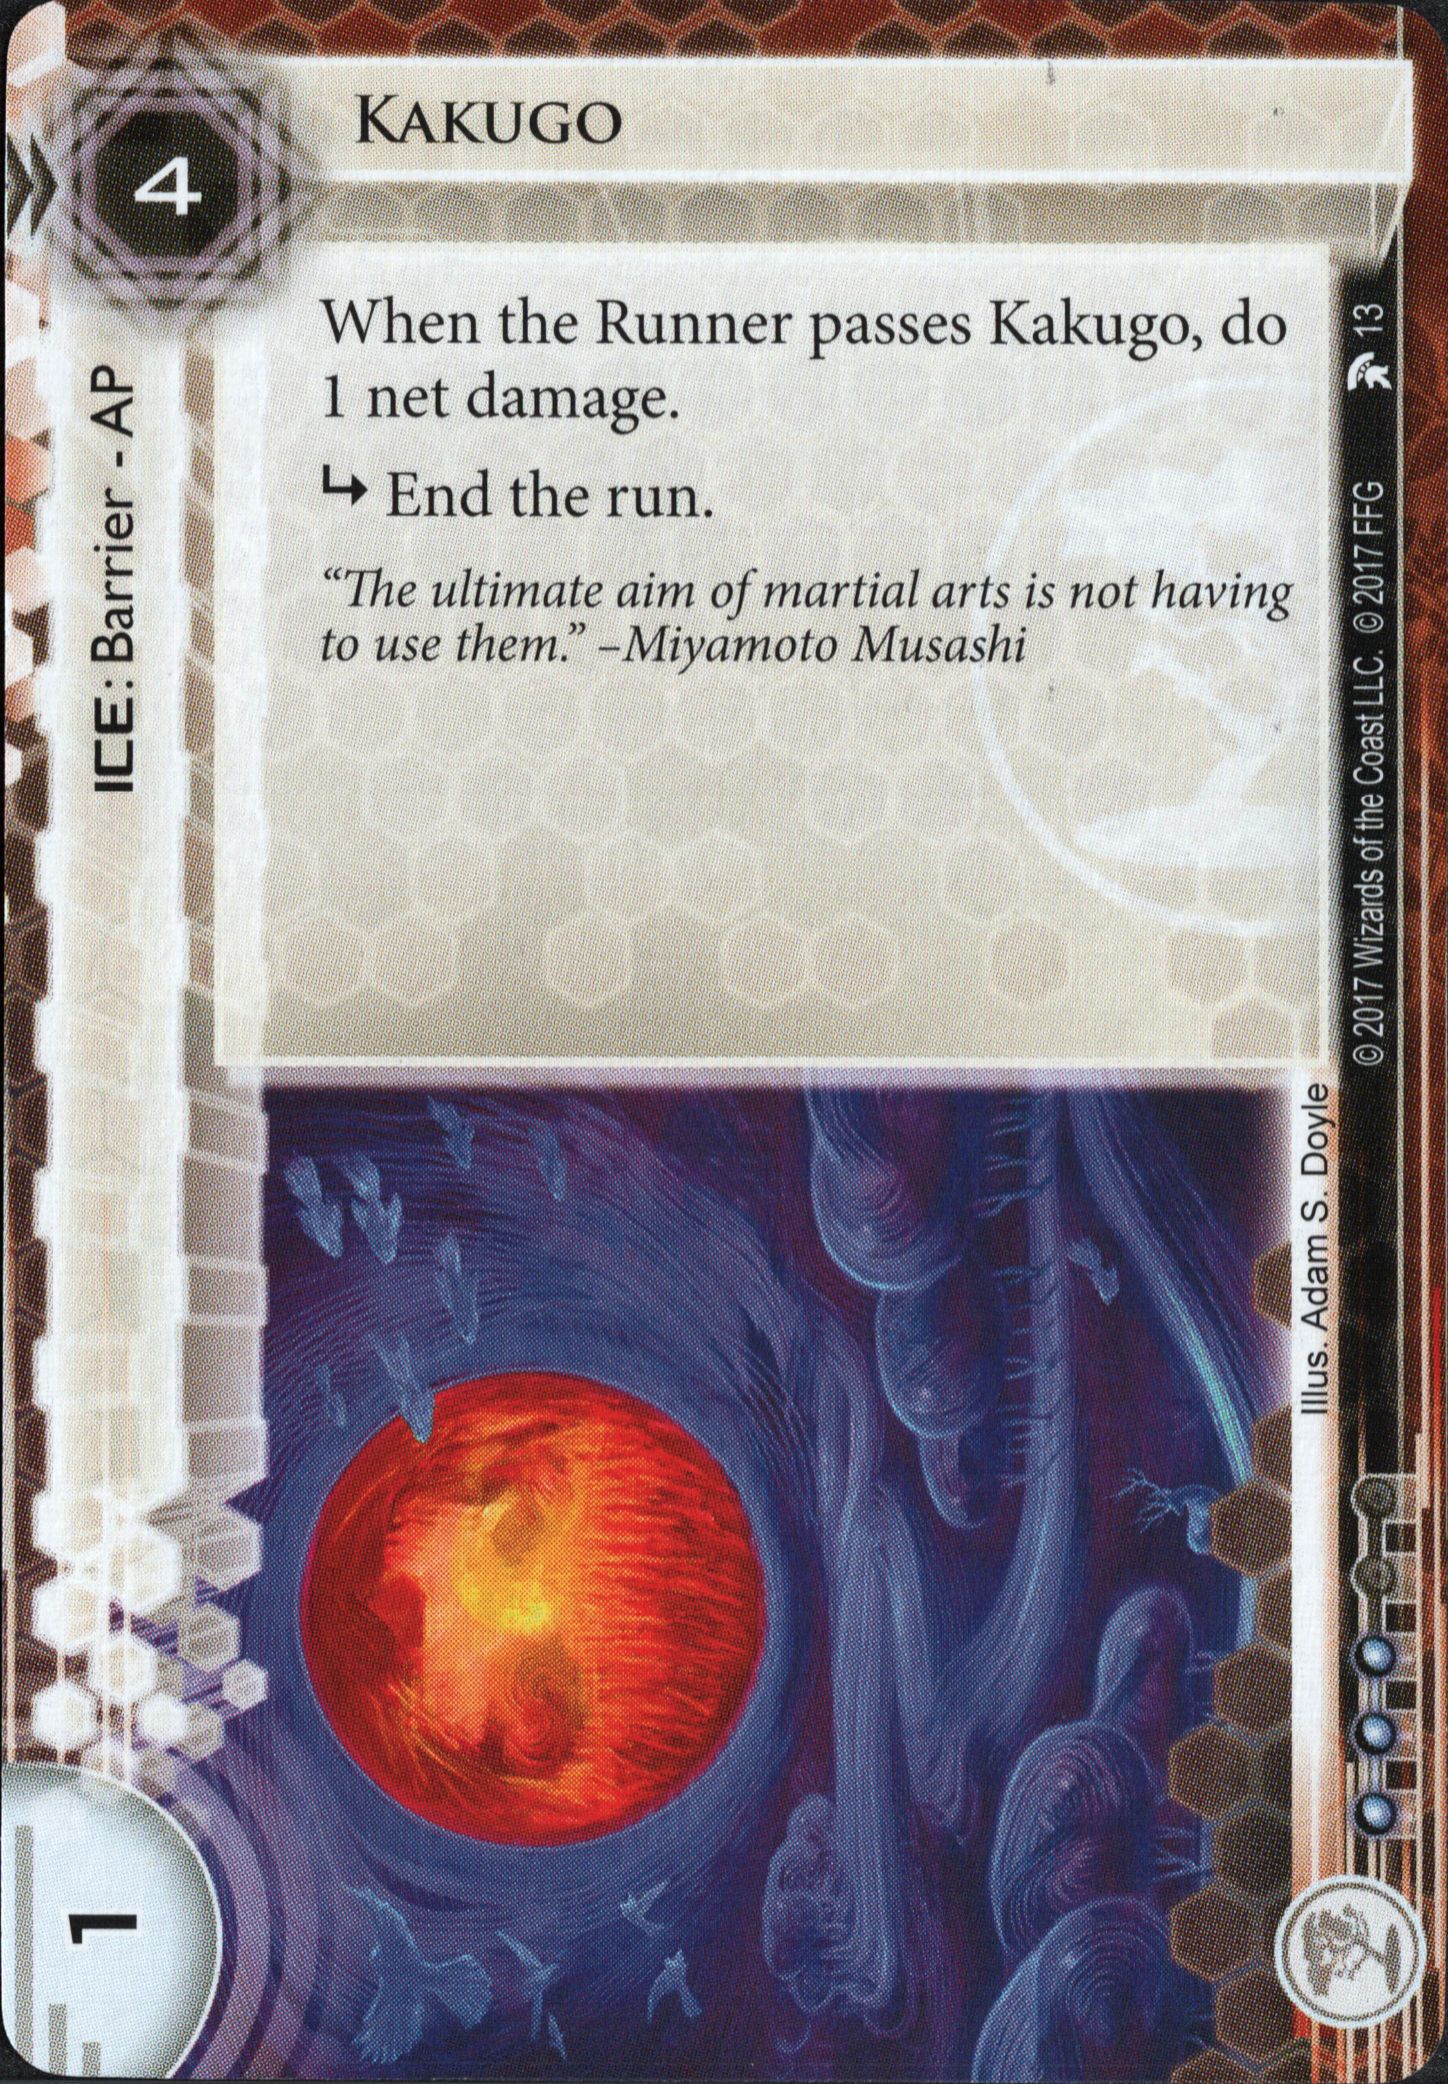 4
KAKUGO
ICE: Barrier - AP
When the Runner passes Kakugo, do
1 net damage.
↳ End the run.
“The ultimate aim of martial arts is not having
to use them.” –Miyamoto Musashi
13
© 2017 Wizards of the Coast LLC. © 2017 FFG
Illus. Adam S. Doyle
1